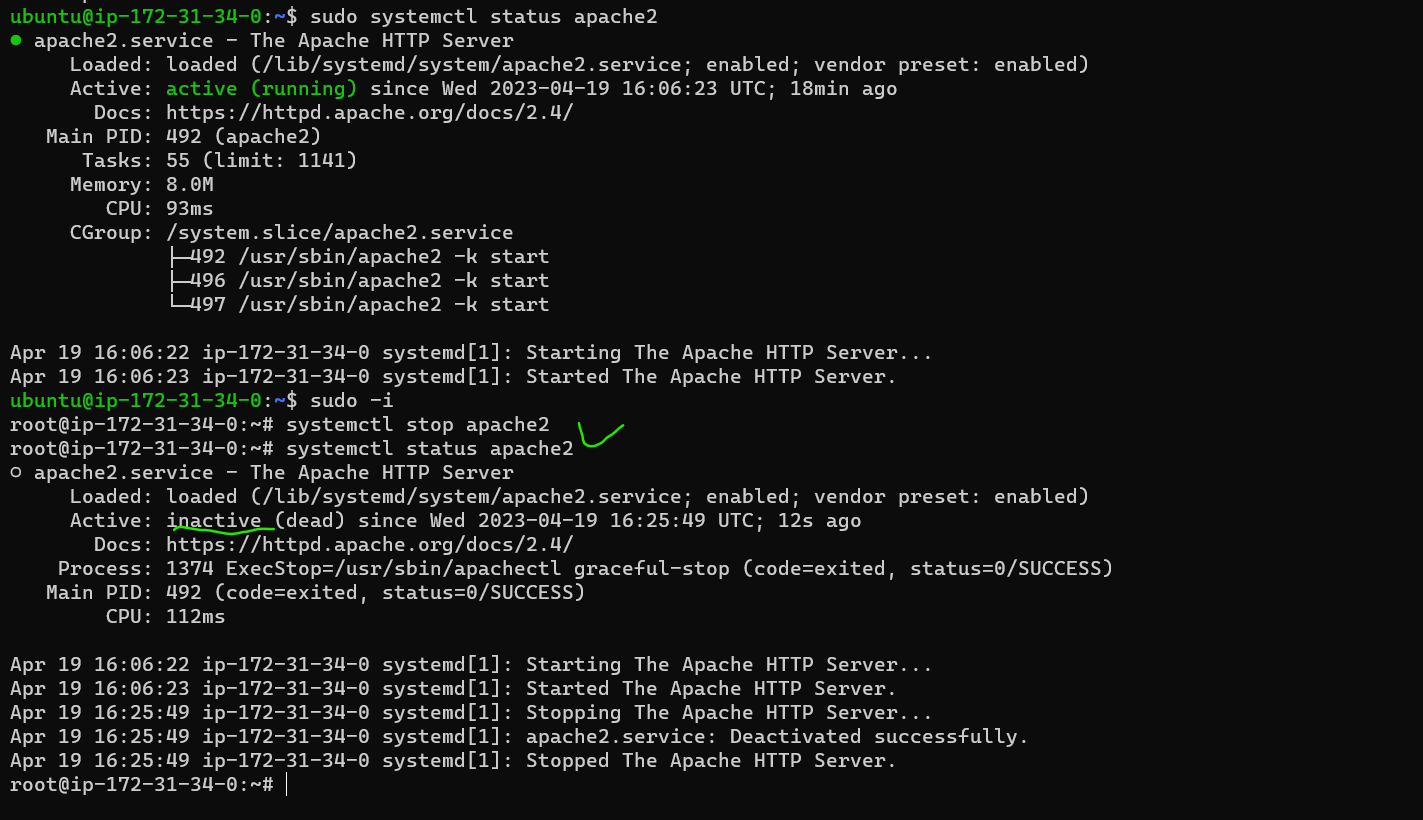 ubuntu@ip-172-31-34-0:~$ sudo systemctl status apache2
● apache2.service - The Apache HTTP Server
     Loaded: loaded (/lib/systemd/system/apache2.service; enabled; vendor preset: enabled)
     Active: active (running) since Wed 2023-04-19 16:06:23 UTC; 18min ago
       Docs: https://httpd.apache.org/docs/2.4/
   Main PID: 492 (apache2)
      Tasks: 55 (limit: 1141)
     Memory: 8.0M
        CPU: 93ms
     CGroup: /system.slice/apache2.service
             ├─492 /usr/sbin/apache2 -k start
             ├─496 /usr/sbin/apache2 -k start
             └─497 /usr/sbin/apache2 -k start

Apr 19 16:06:22 ip-172-31-34-0 systemd[1]: Starting The Apache HTTP Server...
Apr 19 16:06:23 ip-172-31-34-0 systemd[1]: Started The Apache HTTP Server.
ubuntu@ip-172-31-34-0:~$ sudo -i
root@ip-172-31-34-0:~# systemctl stop apache2
root@ip-172-31-34-0:~# systemctl status apache2
○ apache2.service - The Apache HTTP Server
     Loaded: loaded (/lib/systemd/system/apache2.service; enabled; vendor preset: enabled)
     Active: inactive (dead) since Wed 2023-04-19 16:25:49 UTC; 12s ago
       Docs: https://httpd.apache.org/docs/2.4/
    Process: 1374 ExecStop=/usr/sbin/apachectl graceful-stop (code=exited, status=0/SUCCESS)
   Main PID: 492 (code=exited, status=0/SUCCESS)
        CPU: 112ms

Apr 19 16:06:22 ip-172-31-34-0 systemd[1]: Starting The Apache HTTP Server...
Apr 19 16:06:23 ip-172-31-34-0 systemd[1]: Started The Apache HTTP Server.
Apr 19 16:25:49 ip-172-31-34-0 systemd[1]: Stopping The Apache HTTP Server...
Apr 19 16:25:49 ip-172-31-34-0 systemd[1]: apache2.service: Deactivated successfully.
Apr 19 16:25:49 ip-172-31-34-0 systemd[1]: Stopped The Apache HTTP Server.
root@ip-172-31-34-0:~#